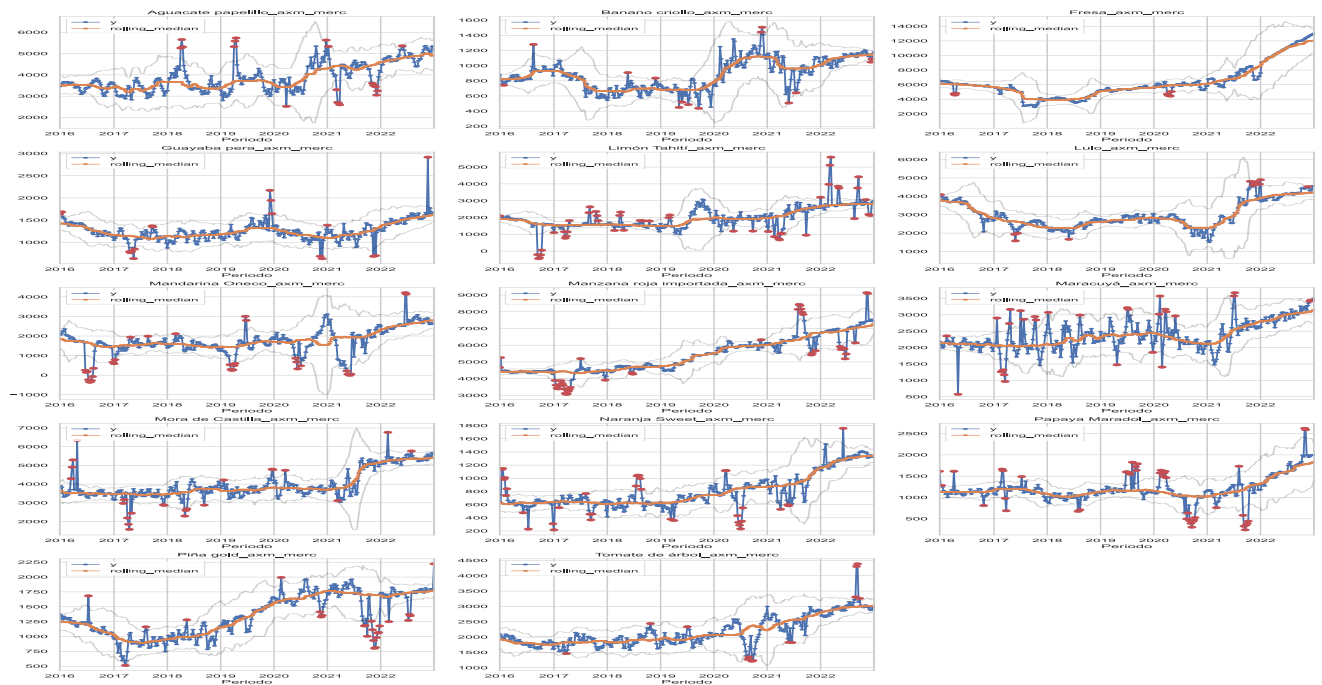 Aguacate papelillo_axm_merc
y
rolling_median
6000
5000
4000
3000
2000
2016 2017 2018 2019 2020 2021 2022
Periodo
Banano criollo_axm_merc
y
rolling_median
1600
1400
1200
1000
800
600
400
200
2016 2017 2018 2019 2020 2021 2022
Periodo
Fresa_axm_merc
y
rolling_median
14000
12000
10000
8000
6000
4000
2016 2017 2018 2019 2020 2021 2022
Periodo
Guayaba pera_axm_merc
y
rolling_median
3000
2500
2000
1500
1000
2016 2017 2018 2019 2020 2021 2022
Periodo
Limón Tahití_axm_merc
y
rolling_median
5000
4000
3000
2000
1000
0
2016 2017 2018 2019 2020 2021 2022
Periodo
Lulo_axm_merc
y
rolling_median
6000
5000
4000
3000
2000
1000
2016 2017 2018 2019 2020 2021 2022
Periodo
Mandarina Oneco_axm_merc
y
rolling_median
4000
3000
2000
1000
0
−1000
2016 2017 2018 2019 2020 2021 2022
Periodo
Manzana roja importada_axm_merc
y
rolling_median
9000
8000
7000
6000
5000
4000
3000
2016 2017 2018 2019 2020 2021 2022
Periodo
Maracuyá_axm_merc
y
rolling_median
3500
3000
2500
2000
1500
1000
500
2016 2017 2018 2019 2020 2021 2022
Periodo
Mora de Castilla_axm_merc
y
rolling_median
7000
6000
5000
4000
3000
2000
2016 2017 2018 2019 2020 2021 2022
Periodo
Naranja Sweet_axm_merc
y
rolling_median
1800
1600
1400
1200
1000
800
600
400
200
2016 2017 2018 2019 2020 2021 2022
Periodo
Papaya Maradol_axm_merc
y
rolling_median
2500
2000
1500
1000
500
2016 2017 2018 2019 2020 2021 2022
Periodo
Piña gold_axm_merc
y
rolling_median
2250
2000
1750
1500
1250
1000
750
500
2016 2017 2018 2019 2020 2021 2022
Periodo
Tomate de árbol_axm_merc
y
rolling_median
4500
4000
3500
3000
2500
2000
1500
1000
2016 2017 2018 2019 2020 2021 2022
Periodo